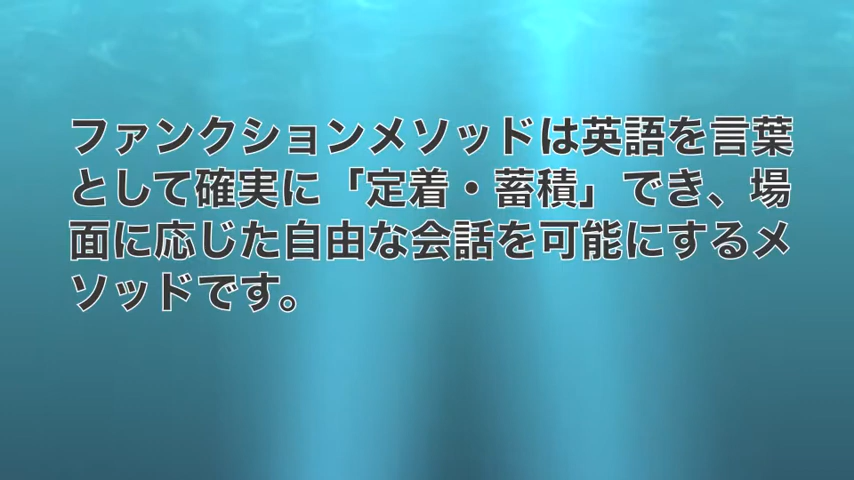 ファンクションメソッドは英語を言葉
として確実に「定着・蓄積」でき、場
面に応じた自由な会話を可能にするメ
ソッドです。